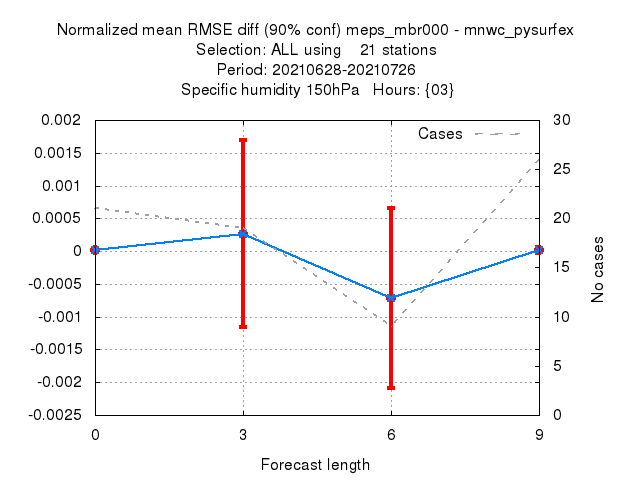 Normalized mean RMSE diff (90% conf) meps_mbr000 - mnwc_pysurfex
Selection: ALL using    21 stations
Period: 20210628-20210726
Specific humidity 150hPa   Hours: {03}
0.002
0.0015
0.001
0.0005
0
-0.0005
-0.001
-0.0015
-0.002
-0.0025
Cases
30
25
20
15
10
5
0
No cases
0 3 6 9
Forecast length